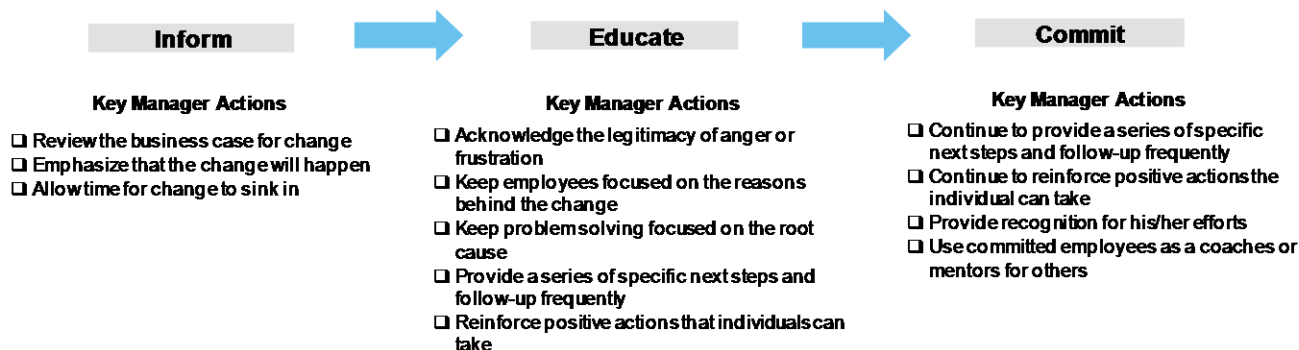 Inform
Educate
Commit
Key Manager Actions
❑ Review the business case for change
❑ Emphasize that the change will happen
❑ Allow time for change to sink in
Key Manager Actions
❑ Acknowledge the legitimacy of anger or
frustration
❑ Keep employees focused on the reasons
behind the change
❑ Keep problem solving focused on the root
cause
❑ Provide a series of specific next steps and
follow-up frequently
❑ Reinforce positive actions that individuals can
take
Key Manager Actions
❑ Continue to provide a series of specific
next steps and follow-up frequently
❑ Continue to reinforce positive actions the
individual can take
❑ Provide recognition for his/her efforts
❑ Use committed employees as a coaches or
mentors for others